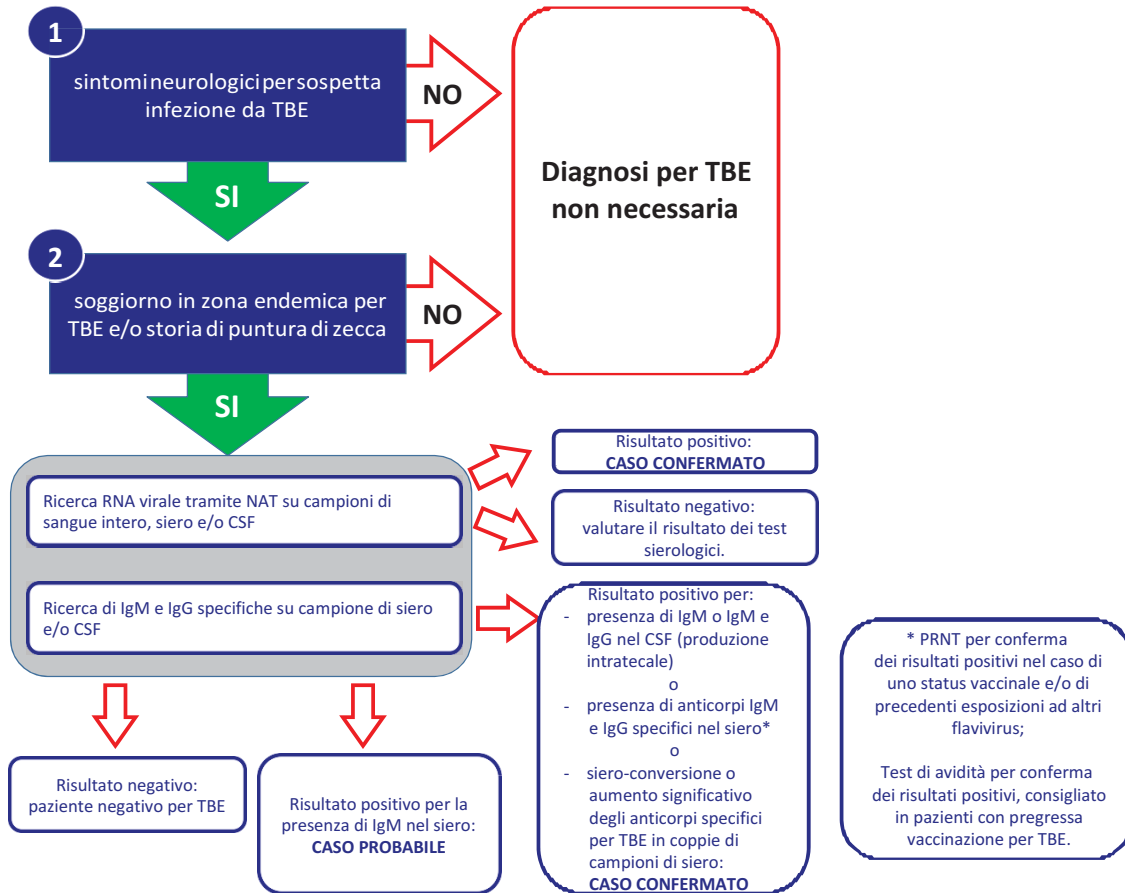 1
sintomi neurologici per sospetta
infezione da TBE
NO
SI
Diagnosi per TBE
non necessaria
2
soggiorno in zona endemica per
TBE e/o storia di puntura di zecca
NO
SI
Ricerca RNA virale tramite NAT su campioni di
sangue intero, siero e/o CSF
Ricerca di IgM e IgG specifiche su campione di siero
e/o CSF
Risultato positivo:
CASO CONFERMATO
Risultato negativo:
valutare il risultato dei test
sierologici.
Risultato positivo per:
- presenza di IgM o IgM e
IgG nel CSF (produzione
intratecale)
o
- presenza di anticorpi IgM
e IgG specifici nel siero*
o
- siero-conversione o
aumento significativo
degli anticorpi specifici
per TBE in coppie di
campioni di siero:
CASO CONFERMATO
* PRNT per conferma
dei risultati positivi nel caso di
uno status vaccinale e/o di
precedenti esposizioni ad altri
flavivirus;
Test di avidità per conferma
dei risultati positivi, consigliato
in pazienti con pregressa
vaccinazione per TBE.
Risultato negativo:
paziente negativo per TBE
Risultato positivo per la
presenza di IgM nel siero:
CASO PROBABILE